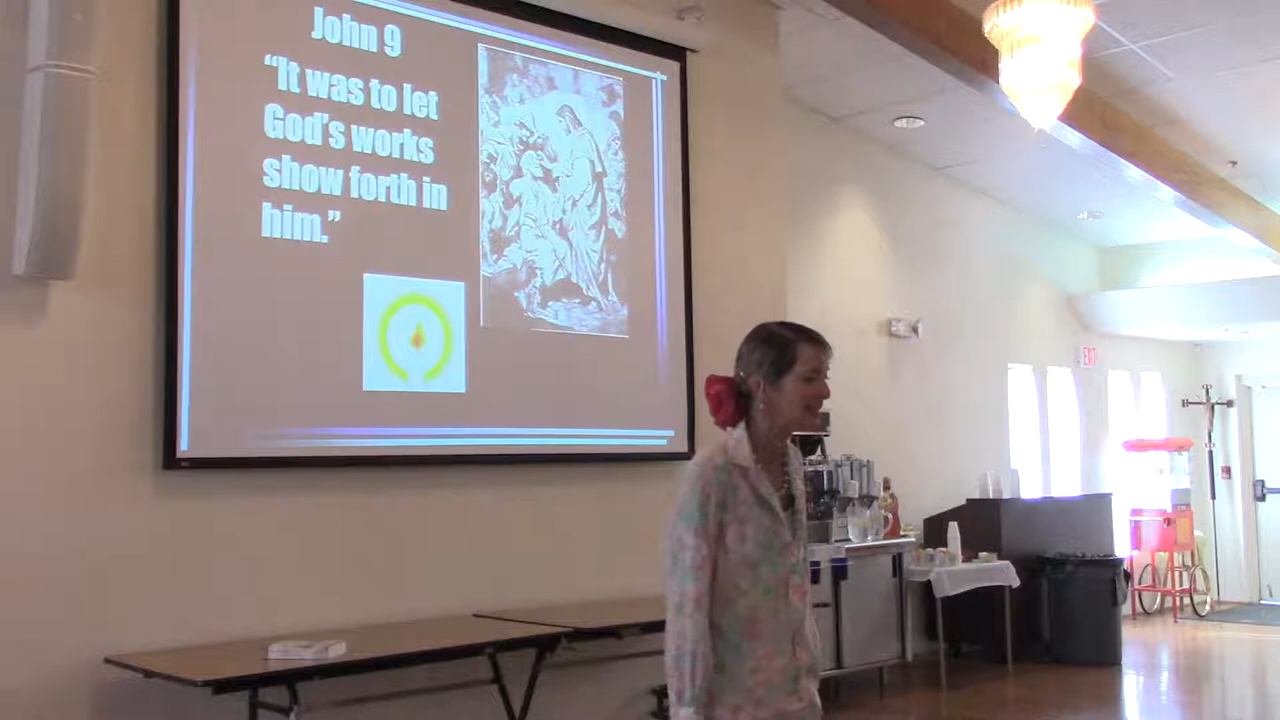 John 9
“It was to let
God’s works
show forth in
him.”
EXIT